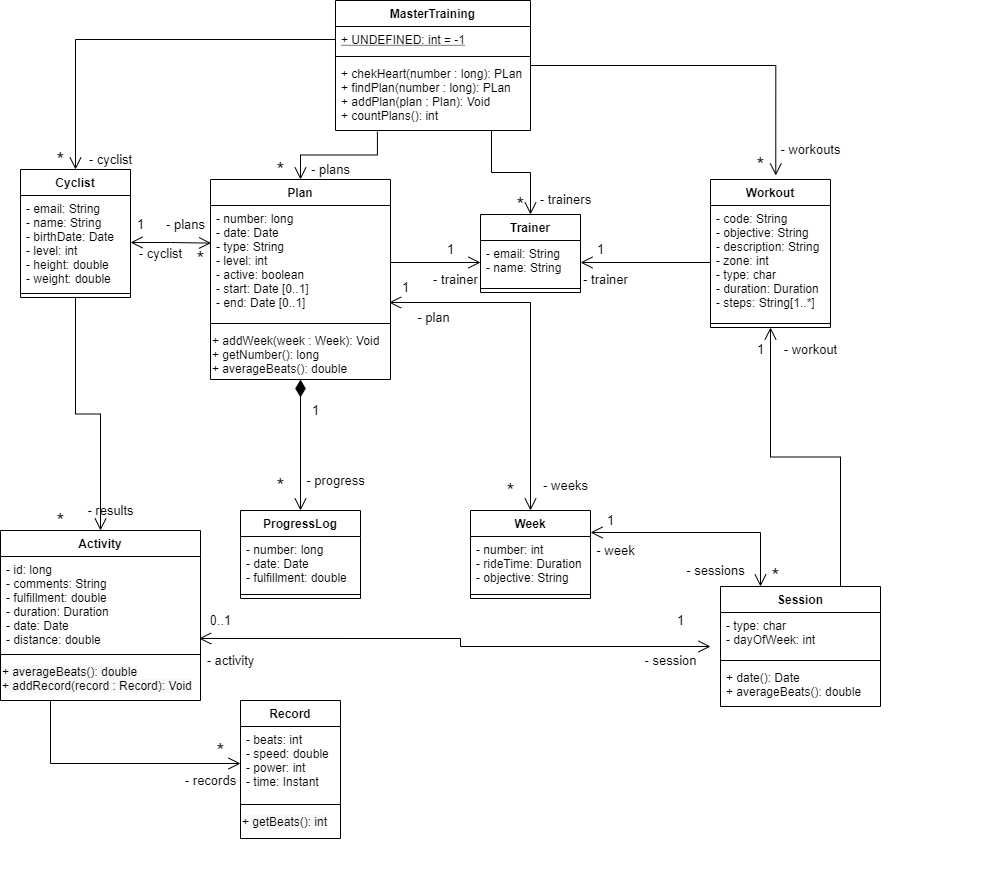 MasterTraining
+ UNDEFINED: int = -1
+ chekHeart(number : long): PLan
+ findPlan(number : long): PLan
+ addPlan(plan : Plan): Void
+ countPlans(): int
* - cyclist
* - plans
* - trainers
- workouts
*
Cyclist
- email: String
- name: String
- birthDate: Date
- level: int
- height: double
- weight: double
1 - plans
- cyclist *
Plan
- number: long
- date: Date
- type: String
- level: int
- active: boolean
- start: Date [0..1]
- end: Date [0..1]
+ addWeek(week : Week): Void
+ getNumber(): long
+ averageBeats(): double
Trainer
- email: String
- name: String
1
- trainer
1
- trainer
1
- plan
Workout
- code: String
- objective: String
- description: String
- zone: int
- type: char
- duration: Duration
- steps: String[1..*]
1 - workout
1
* - progress
* - weeks
* - results
ProgressLog
- number: long
- date: Date
- fulfillment: double
Week
- number: int
- rideTime: Duration
- objective: String
1
- week
- sessions *
Activity
- id: long
- comments: String
- fulfillment: double
- duration: Duration
- date: Date
- distance: double
+ averageBeats(): double
+ addRecord(record : Record): Void
0..1
- activity
1
- session
Session
- type: char
- dayOfWeek: int
+ date(): Date
+ averageBeats(): double
*
- records
Record
- beats: int
- speed: double
- power: int
- time: Instant
+ getBeats(): int